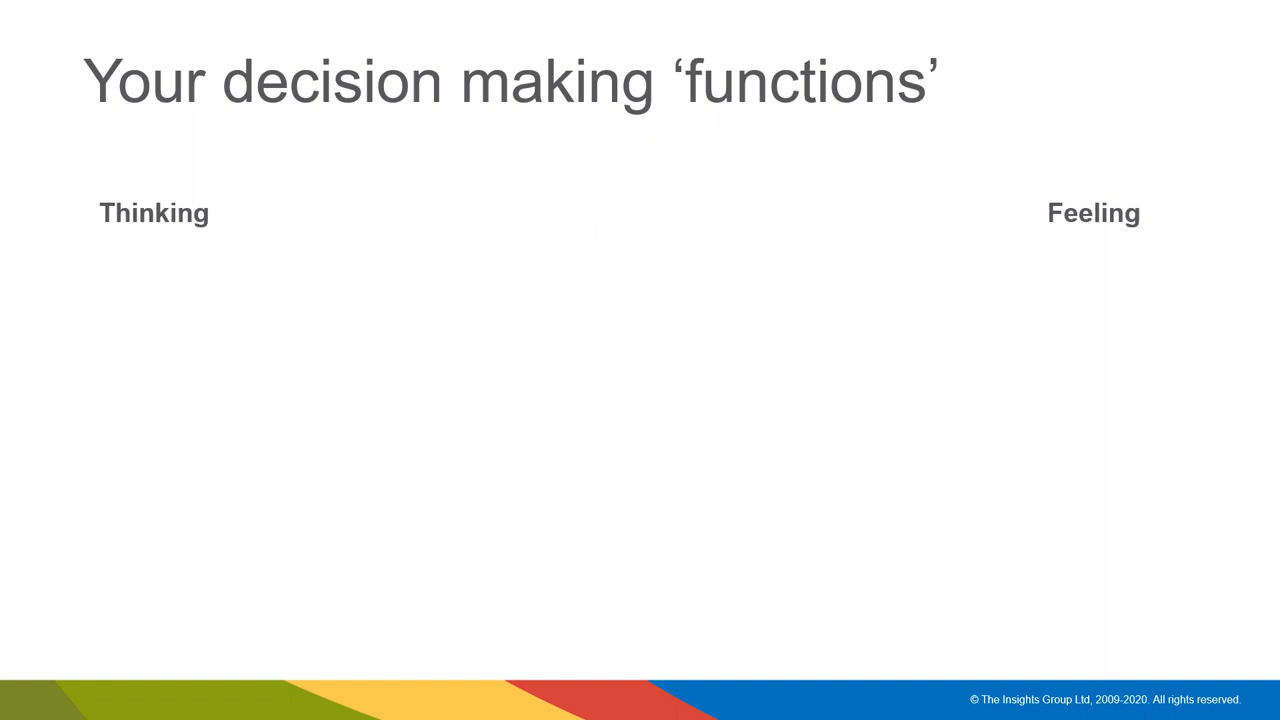 Your decision making ‘functions’
Thinking
Feeling
© The Insights Group Ltd, 2009-2020. All rights reserved.